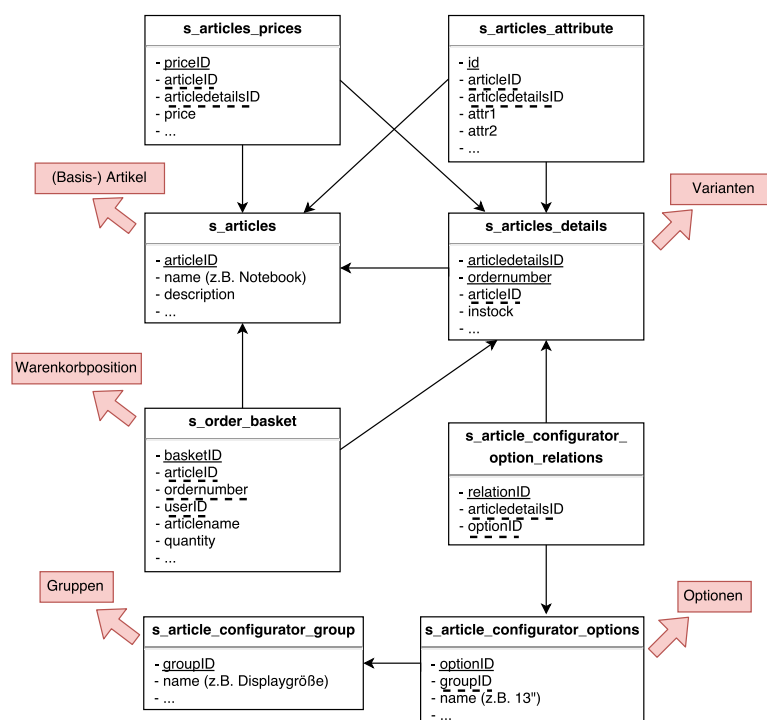 s_articles_prices
- priceID
- articleID
- articledetailsID
- price
- ...
s_articles_attribute
- id
- articleID
- articledetailsID
- attr1
- attr2
- ...
(Basis-) Artikel
Varianten
s_articles
- articleID
- name (z.B. Notebook)
- description
- ...
s_articles_details
- articledetailsID
- ordernumber
- articleID
- instock
- ...
Warenkorbposition
s_order_basket
- basketID
- articleID
- ordernumber
- userID
- articlename
- quantity
- ...
s_article_configurator_
option_relations
- relationID
- articledetailsID
- optionID
Gruppen
Optionen
s_article_configurator_group
- groupID
- name (z.B. Displaygröße)
- ...
s_article_configurator_options
- optionID
- groupID
- name (z.B. 13")
- ...